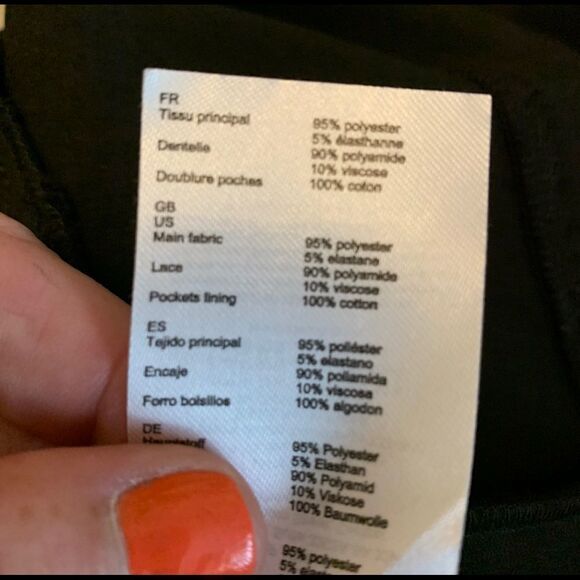 FR
Tissu principal 95% polyester
5% élasthanne
Dentelle 90% polyamide
10% viscose
Doublure poches 100% coton
GB
US
Main fabric 95% polyester
5% elastane
Lace 90% polyamide
10% viscose
Pockets lining 100% cotton
ES
Tejido principal 95% poliéster
5% elastano
Encaje 90% poliamida
10% viscosa
Forro bolsillos 100% algodon
DE
Hauptstoff 95% Polyester
5% Elasthan
90% Polyamid
10% Viskose
100% Baumwolle
95% polyester